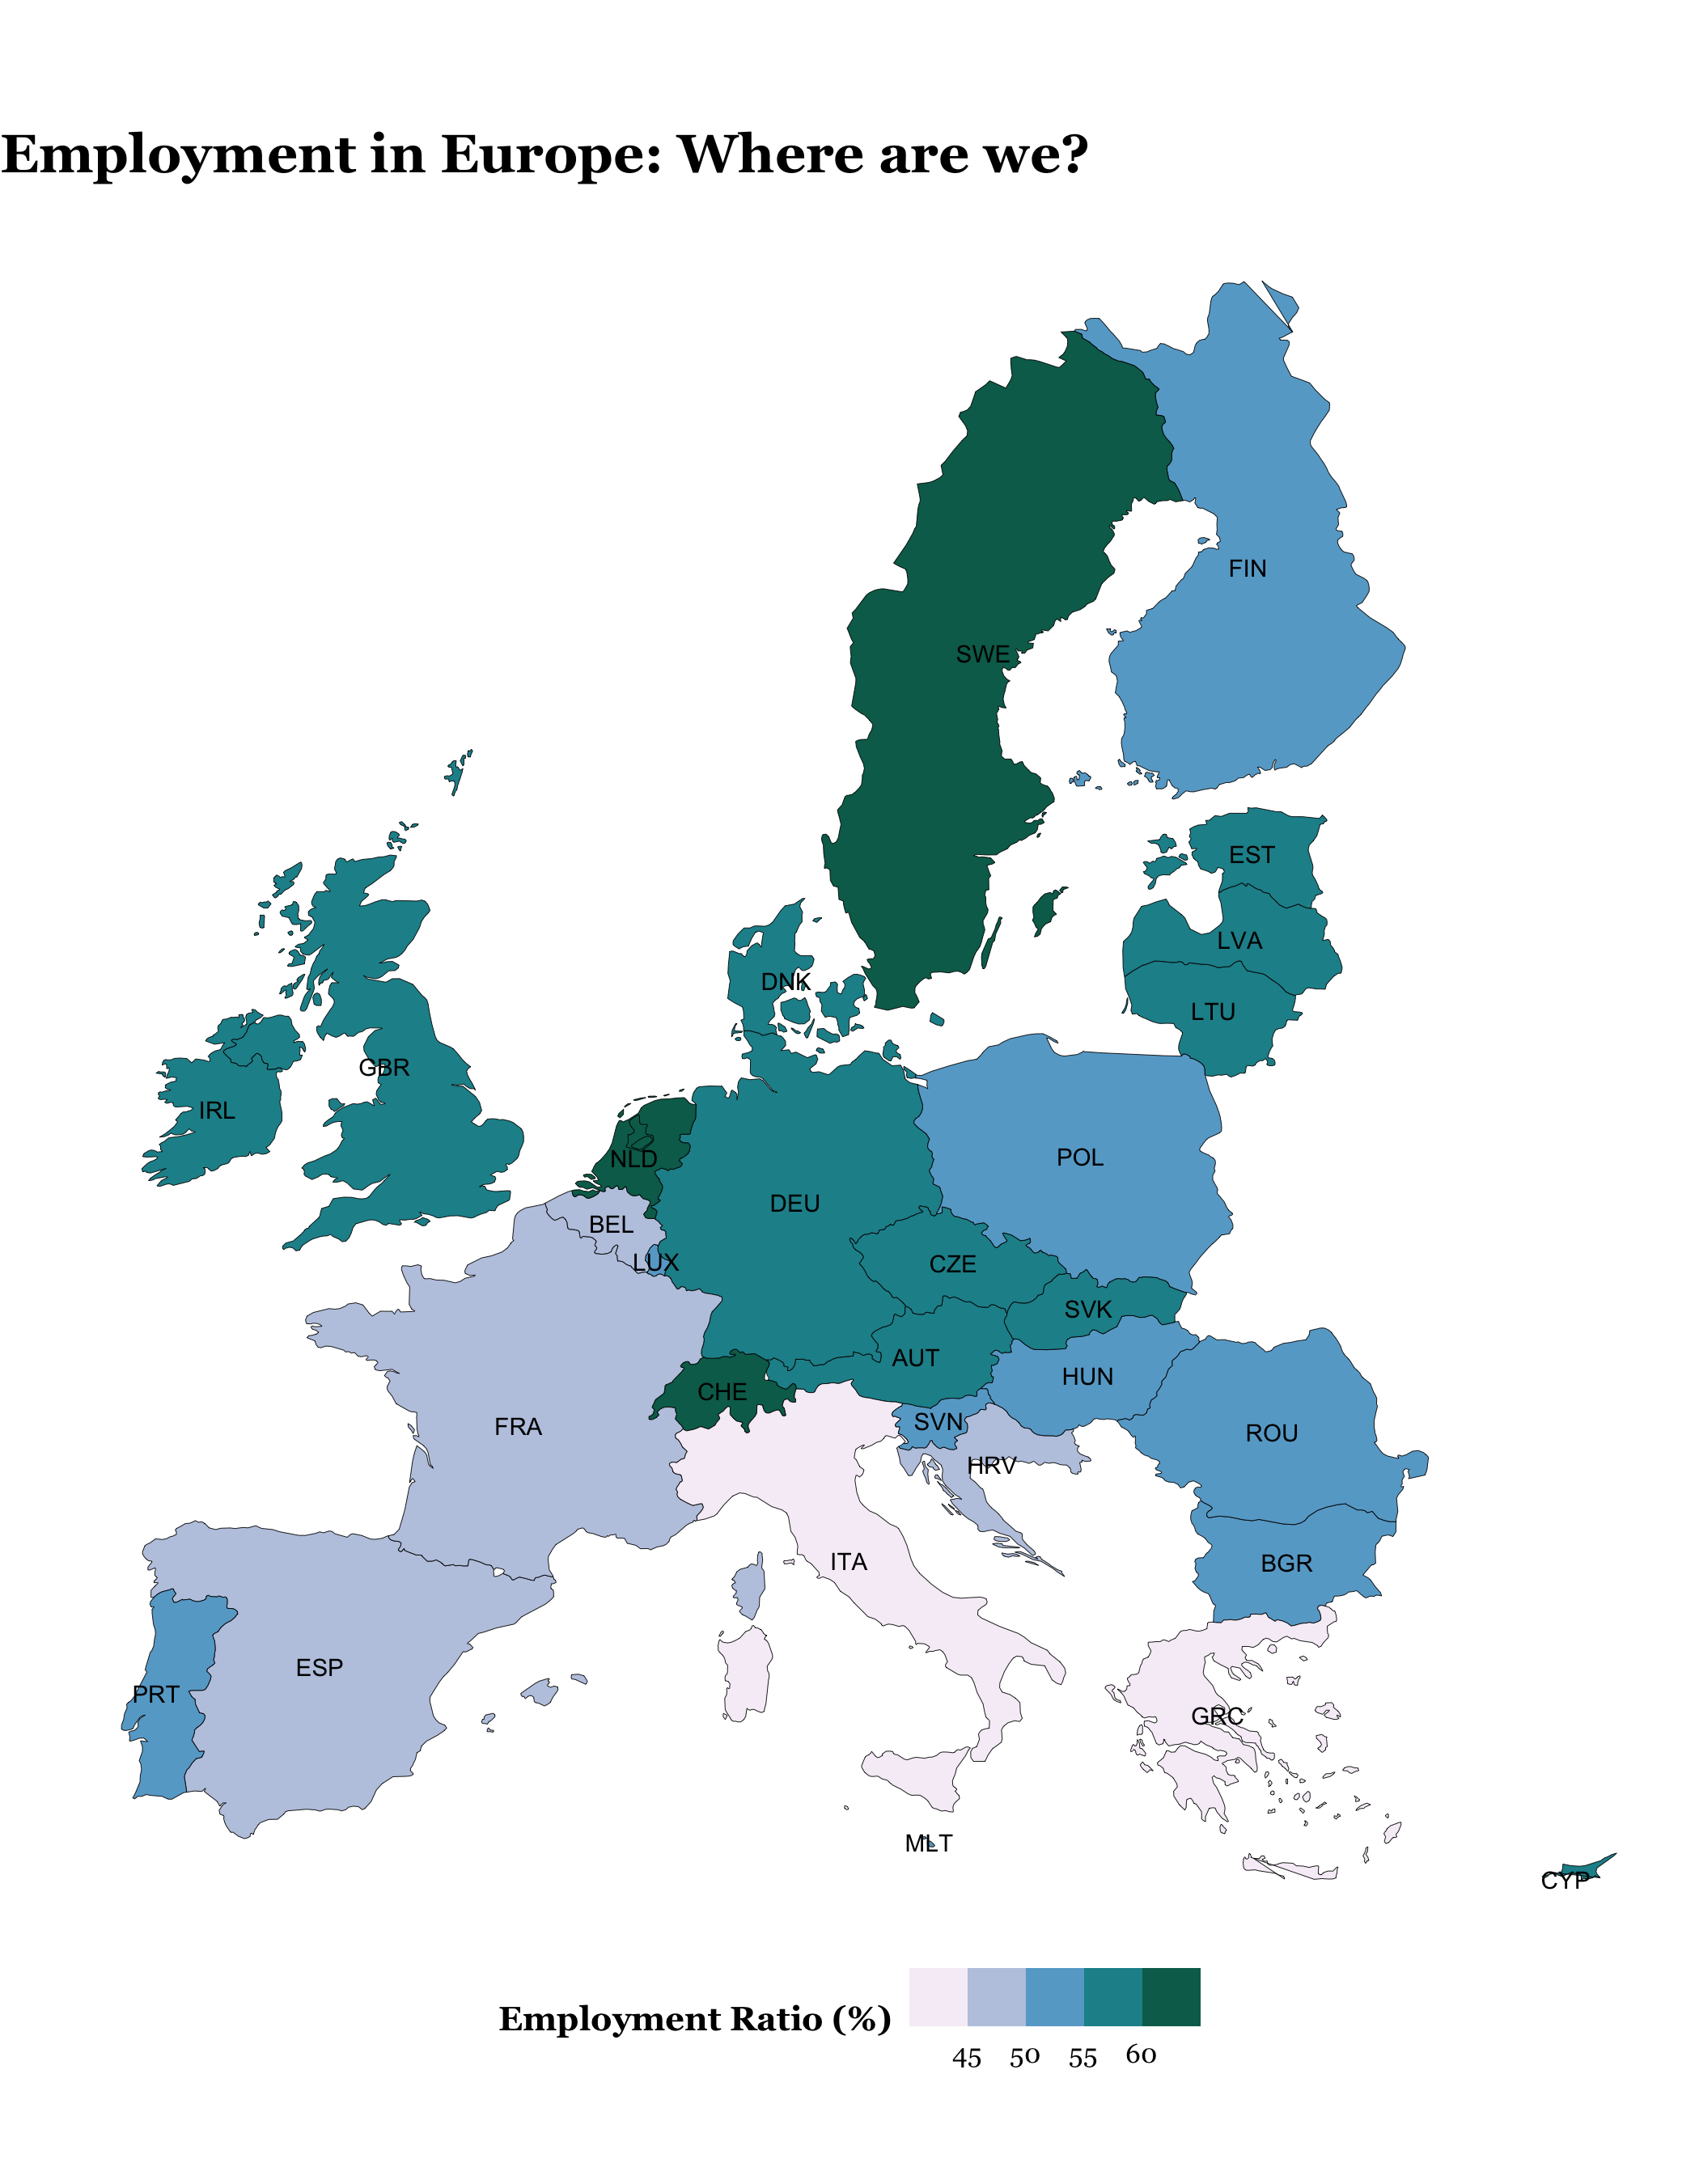 Employment in Europe: Where are we?
FIN
SWE
EST
LVA
DNK
LTU
GBR
IRL
POL
NLD
DEU
BEL
LUX
CZE
SVK
AUT
HUN
CHE
SVN
FRA
ROU
HRV
ITA
BGR
ESP
PRT
GRC
MLT
CYP
Employment Ratio (%)
45 50 55 60